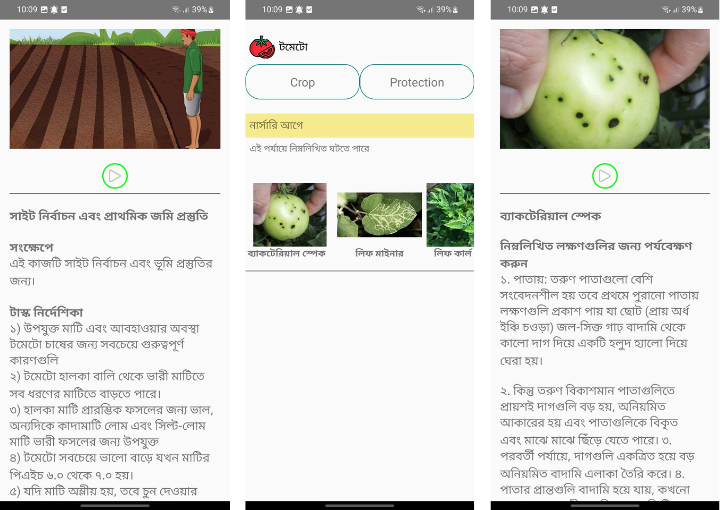 10:09
39%
সাইট নির্বাচন এবং প্রাথমিক জমি প্রস্তুতি
সংক্ষেপে
এই কাজটি সাইট নির্বাচন এবং ভূমি প্রস্তুতির
জন্য।
টাস্ক নির্দেশিকা
১) উপযুক্ত মাটি এবং আবহাওয়ার অবস্থা
টমেটো চাষের জন্য সবচেয়ে গুরুত্বপূর্ণ
কারণগুলি
২) টমেটো হালকা বালি থেকে ভারী মাটিতে
সব ধরণের মাটিতে বাড়তে পারে।
৩) হালকা মাটি প্রারম্ভিক ফসলের জন্য ভাল,
অন্যদিকে কাদামাটি লোম এবং সিল্ট-লোম
মাটি ভারী ফসলের জন্য উপযুক্ত
৪) টমেটো সবচেয়ে ভালো বাড়ে যখন মাটির
পিএইচ ৬.০ থেকে ৭.০ হয়।
৫) যদি মাটি অম্লীয় হয়, তবে চুন দেওয়ার
10:09
39%
টমেটো
Crop
Protection
নার্সারি আগে
এই পর্যায়ে নিম্নলিখিত ঘটতে পারে
ব্যাকটেরিয়াল স্পেক
লিফ মাইনার
লিফ কার্ল
10:09
39%
ব্যাকটেরিয়াল স্পেক
নিম্নলিখিত লক্ষণগুলির জন্য পর্যবেক্ষণ
করুন
১. পাতায়: তরুণ পাতাগুলো বেশি
সংবেদনশীল হয় তবে প্রথমে পুরানো পাতায়
লক্ষণগুলি প্রকাশ পায় যা ছোট (প্রায় অর্ধ
ইঞ্চি চওড়া) জল-সিক্ত গাঢ় বাদামি থেকে
কালো দাগ দিয়ে একটি হলুদ হ্যালো দিয়ে
ঘেরা হয়।
২. কিন্তু তরুণ বিকাশমান পাতাগুলিতে
প্রায়শই দাগগুলি বড় হয়, অনিয়মিত
আকারের হয় এবং পাতাগুলিকে বিকৃত
এবং মাঝে মাঝে ছিঁড়ে যেতে পারে। ৩.
পরবর্তী পর্যায়ে, দাগগুলি একত্রিত হয়ে বড়
অনিয়মিত বাদামি এলাকা তৈরি করে। ৪.
পাতার প্রান্তগুলি বাদামি হয়ে যায়, কখনো